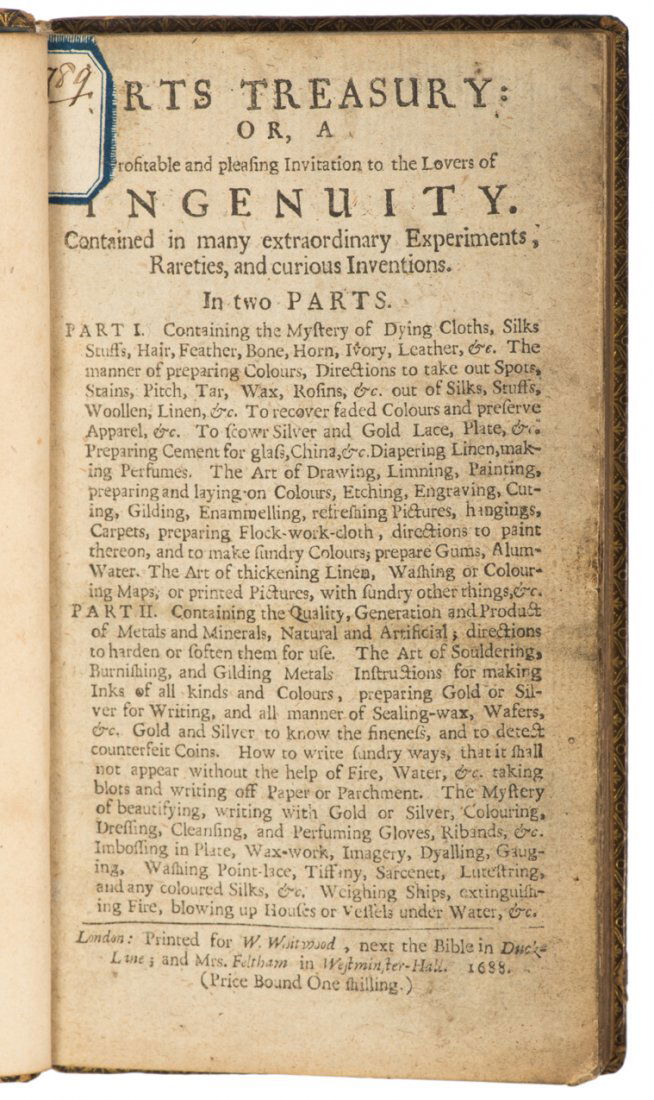 789
RTS TREASURY:
OR, A
rofitable and pleaſing Invitation to the Lovers of
INGENUITY.
Contained in many extraordinary Experiments,
Rareties, and curious Inventions.
In two PARTS.
PART I. Containing the Myſtery of Dying Cloths, Silks
Stuffs, Hair, Feather, Bone, Horn, Ivory, Leather, &c. The
manner of preparing Colours, Directions to take out Spots,
Stains, Pitch, Tar, Wax, Roſins, &c. out of Silks, Stuffs,
Woollen, Linen, &c. To recover faded Colours and preſerve
Apparel, &c. To ſcowr Silver and Gold Lace, Plate, &c.
Preparing Cement for glaſs, China, &c. Diapering Linen, mak-
ing Perfumes. The Art of Drawing, Limning, Painting,
preparing and laying-on Colours, Etching, Engraving, Cut-
ing, Gilding, Enammelling, refreſhing Pictures, hangings,
Carpets, preparing Flock-work-cloth, directions to paint
thereon, and to make ſundry Colours; prepare Gums, Alum-
Water. The Art of thickening Linen, Waſhing or Colour-
ing Maps, or printed Pictures, with ſundry other things, &c.
PART II. Containing the Quality, Generation and Product
of Metals and Minerals, Natural and Artificial; directions
to harden or ſoften them for uſe. The Art of Souldering,
Burniſhing, and Gilding Metals Inſtructions for making
Inks of all kinds and Colours, preparing Gold or Sil-
ver for Writing, and all manner of Sealing-wax, Wafers,
&c. Gold and Silver to know the fineneſs, and to detect
counterfeit Coins. How to write ſundry ways, that it ſhall
not appear without the help of Fire, Water, &c. taking
blots and writing off Paper or Parchment. The Myſtery
of beautifying, writing with Gold or Silver, Colouring,
Dreſſing, Cleanſing, and Perfuming Gloves, Ribands, &c.
Imboſſing in Plate, Wax-work, Imagery, Dyalling, Gaug-
ing, Waſhing Point-lace, Tiffany, Sarcenet, Luteſtring,
and any coloured Silks, &c. Weighing Ships, extinguiſh-
ing Fire, blowing up Houſes or Veſſels under Water, &c.
London: Printed for W. Whitwood, next the Bible in Duck-
Lane; and Mrs. Feltham in Weſtminſter-Hall. 1688.
(Price Bound One ſhilling.)